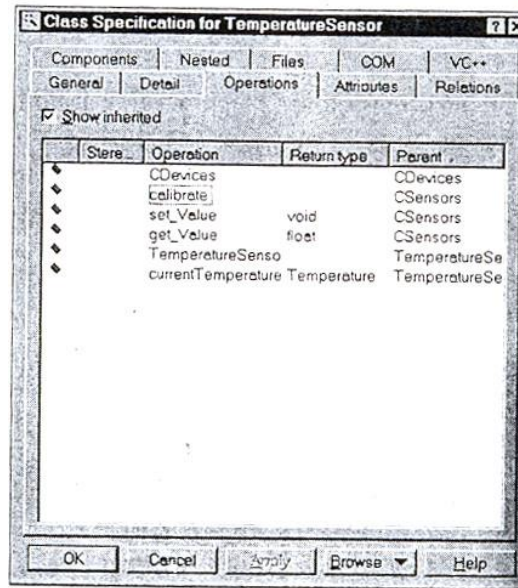 Class Specification for TemperatureSensor
Components Nested Files COM VC++
General Detail Operations Attributes Relations
Show inherited
Stere... Operation Return type Parent
CDevices CDevices
calibrate CSensors
set_Value void CSensors
get_Value float CSensors
TemperatureSenso TemperatureSe
currentTemperature Temperature TemperatureSe
OK Cancel Apply Browse Help